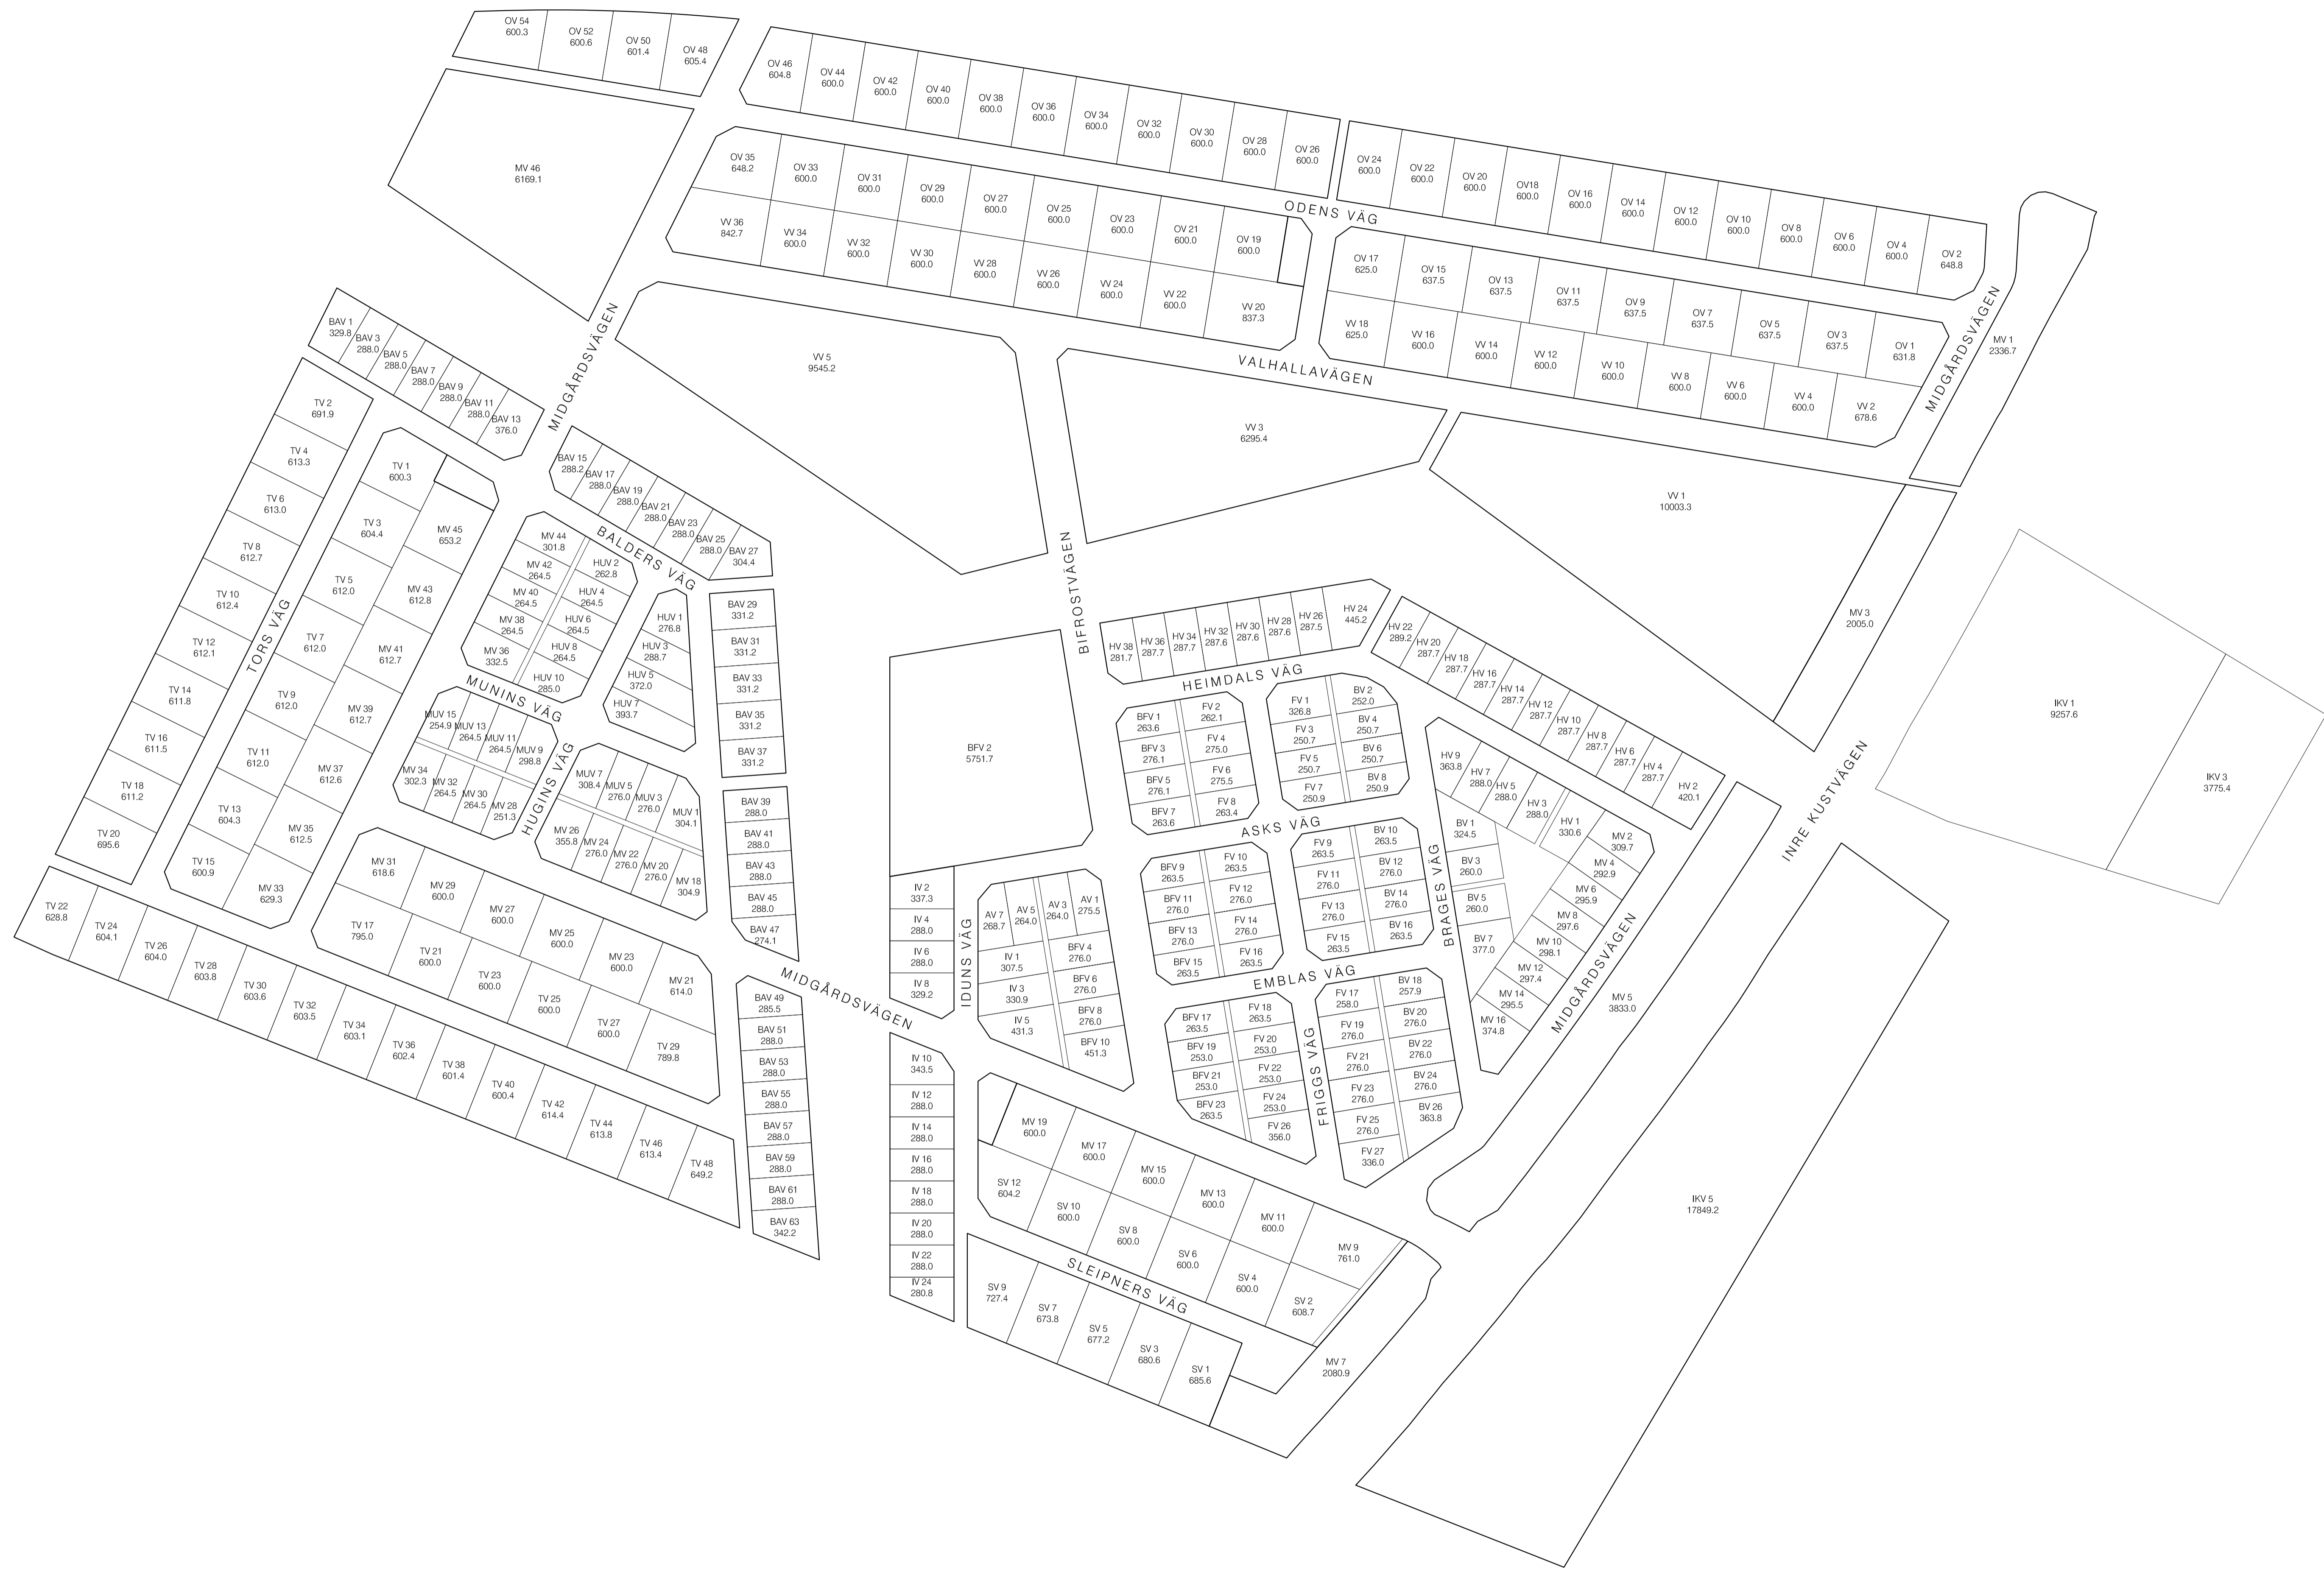 OV 54
600.3
OV 52
600.6
OV 50
601.4
OV 48
605.4
OV 46
604.8
OV 44
600.0
OV 42
600.0
OV 40
600.0
OV 38
600.0
OV 36
600.0
OV 34
600.0
OV 32
600.0
OV 30
600.0
OV 28
600.0
OV 26
600.0
OV 24
600.0
OV 22
600.0
OV 20
600.0
OV18
600.0
OV 16
600.0
OV 14
600.0
OV 12
600.0
OV 10
600.0
OV 8
600.0
OV 6
600.0
OV 4
600.0
OV 2
648.8
MV 46
6169.1
OV 35
648.2
OV 33
600.0
OV 31
600.0
OV 29
600.0
OV 27
600.0
OV 25
600.0
OV 23
600.0
OV 21
600.0
OV 19
600.0
ODENS VÄG
VV 36
842.7
VV 34
600.0
VV 32
600.0
VV 30
600.0
VV 28
600.0
VV 26
600.0
VV 24
600.0
VV 22
600.0
VV 20
837.3
OV 17
625.0
OV 15
637.5
OV 13
637.5
OV 11
637.5
OV 9
637.5
OV 7
637.5
OV 5
637.5
OV 3
637.5
OV 1
631.8
VV 18
625.0
VV 16
600.0
VV 14
600.0
VV 12
600.0
VV 10
600.0
VV 8
600.0
VV 6
600.0
VV 4
600.0
VV 2
678.6
MIDGÅRDSVÄGEN
MV 1
2336.7
VALHALLAVÄGEN
VV 5
9545.2
VV 3
6295.4
VV 1
10003.3
MV 3
2005.0
BIFROSTVÄGEN
MIDGÅRDSVÄGEN
BAV 1
329.8
BAV 3
288.0
BAV 5
288.0
BAV 7
288.0
BAV 9
288.0
BAV 11
288.0
BAV 13
376.0
BAV 15
288.2
BAV 17
288.0
BAV 19
288.0
BAV 21
288.0
BAV 23
288.0
BAV 25
288.0
BAV 27
304.4
BALDERS VÄG
TV 2
691.9
TV 4
613.3
TV 6
613.0
TV 8
612.7
TV 10
612.4
TV 12
612.1
TV 14
611.8
TV 16
611.5
TV 18
611.2
TV 20
695.6
TORS VÄG
TV 1
600.3
TV 3
604.4
TV 5
612.0
TV 7
612.0
TV 9
612.0
TV 11
612.0
TV 13
604.3
TV 15
600.9
MV 45
653.2
MV 43
612.8
MV 41
612.7
MV 39
612.7
MV 37
612.6
MV 35
612.5
MV 33
629.3
MV 44
301.8
MV 42
264.5
MV 40
264.5
MV 38
264.5
MV 36
332.5
HUV 2
262.8
HUV 4
264.5
HUV 6
264.5
HUV 8
264.5
HUV 10
285.0
HUV 1
276.8
HUV 3
288.7
HUV 5
372.0
HUV 7
393.7
MUNINS VÄG
BAV 29
331.2
BAV 31
331.2
BAV 33
331.2
BAV 35
331.2
BAV 37
331.2
MUV 15
254.9
MUV 13
264.5
MUV 11
264.5
MUV 9
298.8
MV 34
302.3
MV 32
264.5
MV 30
264.5
MV 28
251.3
HUGINS VÄG
MUV 7
308.4
MUV 5
276.0
MUV 3
276.0
MUV 1
304.1
MV 26
355.8
MV 24
276.0
MV 22
276.0
MV 20
276.0
MV 18
304.9
BAV 39
288.0
BAV 41
288.0
BAV 43
288.0
BAV 45
288.0
BAV 47
274.1
MV 31
618.6
MV 29
600.0
MV 27
600.0
MV 25
600.0
MV 23
600.0
MV 21
614.0
TV 17
795.0
TV 21
600.0
TV 23
600.0
TV 25
600.0
TV 27
600.0
TV 29
789.8
TV 22
628.8
TV 24
604.1
TV 26
604.0
TV 28
603.8
TV 30
603.6
TV 32
603.5
TV 34
603.1
TV 36
602.4
TV 38
601.4
TV 40
600.4
TV 42
614.4
TV 44
613.8
TV 46
613.4
TV 48
649.2
MIDGÅRDSVÄGEN
BAV 49
285.5
BAV 51
288.0
BAV 53
288.0
BAV 55
288.0
BAV 57
288.0
BAV 59
288.0
BAV 61
288.0
BAV 63
342.2
BFV 2
5751.7
IV 2
337.3
IV 4
288.0
IV 6
288.0
IV 8
329.2
IDUNS VÄG
IV 10
343.5
IV 12
288.0
IV 14
288.0
IV 16
288.0
IV 18
288.0
IV 20
288.0
IV 22
288.0
IV 24
280.8
AV 7
268.7
AV 5
264.0
AV 3
264.0
AV 1
275.5
IV 1
307.5
IV 3
330.9
IV 5
431.3
BFV 4
276.0
BFV 6
276.0
BFV 8
276.0
BFV 10
451.3
HV 38
281.7
HV 36
287.7
HV 34
287.7
HV 32
287.6
HV 30
287.6
HV 28
287.6
HV 26
287.5
HV 24
445.2
HEIMDALS VÄG
HV 22
289.2
HV 20
287.7
HV 18
287.7
HV 16
287.7
HV 14
287.7
HV 12
287.7
HV 10
287.7
HV 8
287.7
HV 6
287.7
HV 4
287.7
HV 2
420.1
BFV 1
263.6
BFV 3
276.1
BFV 5
276.1
BFV 7
263.6
FV 2
262.1
FV 4
275.0
FV 6
275.5
FV 8
263.4
FV 1
326.8
FV 3
250.7
FV 5
250.7
FV 7
250.9
BV 2
252.0
BV 4
250.7
BV 6
250.7
BV 8
250.9
ASKS VÄG
BFV 9
263.5
BFV 11
276.0
BFV 13
276.0
BFV 15
263.5
FV 10
263.5
FV 12
276.0
FV 14
276.0
FV 16
263.5
FV 9
263.5
FV 11
276.0
FV 13
276.0
FV 15
263.5
BV 10
263.5
BV 12
276.0
BV 14
276.0
BV 16
263.5
BRAGES VÄG
EMBLAS VÄG
BFV 17
263.5
BFV 19
253.0
BFV 21
253.0
BFV 23
263.5
FV 18
263.5
FV 20
253.0
FV 22
253.0
FV 24
253.0
FV 26
356.0
FRIGGS VÄG
FV 17
258.0
FV 19
276.0
FV 21
276.0
FV 23
276.0
FV 25
276.0
FV 27
336.0
BV 18
257.9
BV 20
276.0
BV 22
276.0
BV 24
276.0
BV 26
363.8
HV 9
363.8
HV 7
288.0
HV 5
288.0
HV 3
288.0
HV 1
330.6
BV 1
324.5
BV 3
260.0
BV 5
260.0
BV 7
377.0
MV 2
309.7
MV 4
292.9
MV 6
295.9
MV 8
297.6
MV 10
298.1
MV 12
297.4
MV 14
295.5
MV 16
374.8
MIDGÅRDSVÄGEN
MV 5
3833.0
INRE KUSTVÄGEN
IKV 1
9257.6
IKV 3
3775.4
IKV 5
17849.2
MV 19
600.0
MV 17
600.0
MV 15
600.0
MV 13
600.0
MV 11
600.0
MV 9
761.0
SV 12
604.2
SV 10
600.0
SV 8
600.0
SV 6
600.0
SV 4
600.0
SV 2
608.7
SLEIPNERS VÄG
SV 9
727.4
SV 7
673.8
SV 5
677.2
SV 3
680.6
SV 1
685.6
MV 7
2080.9